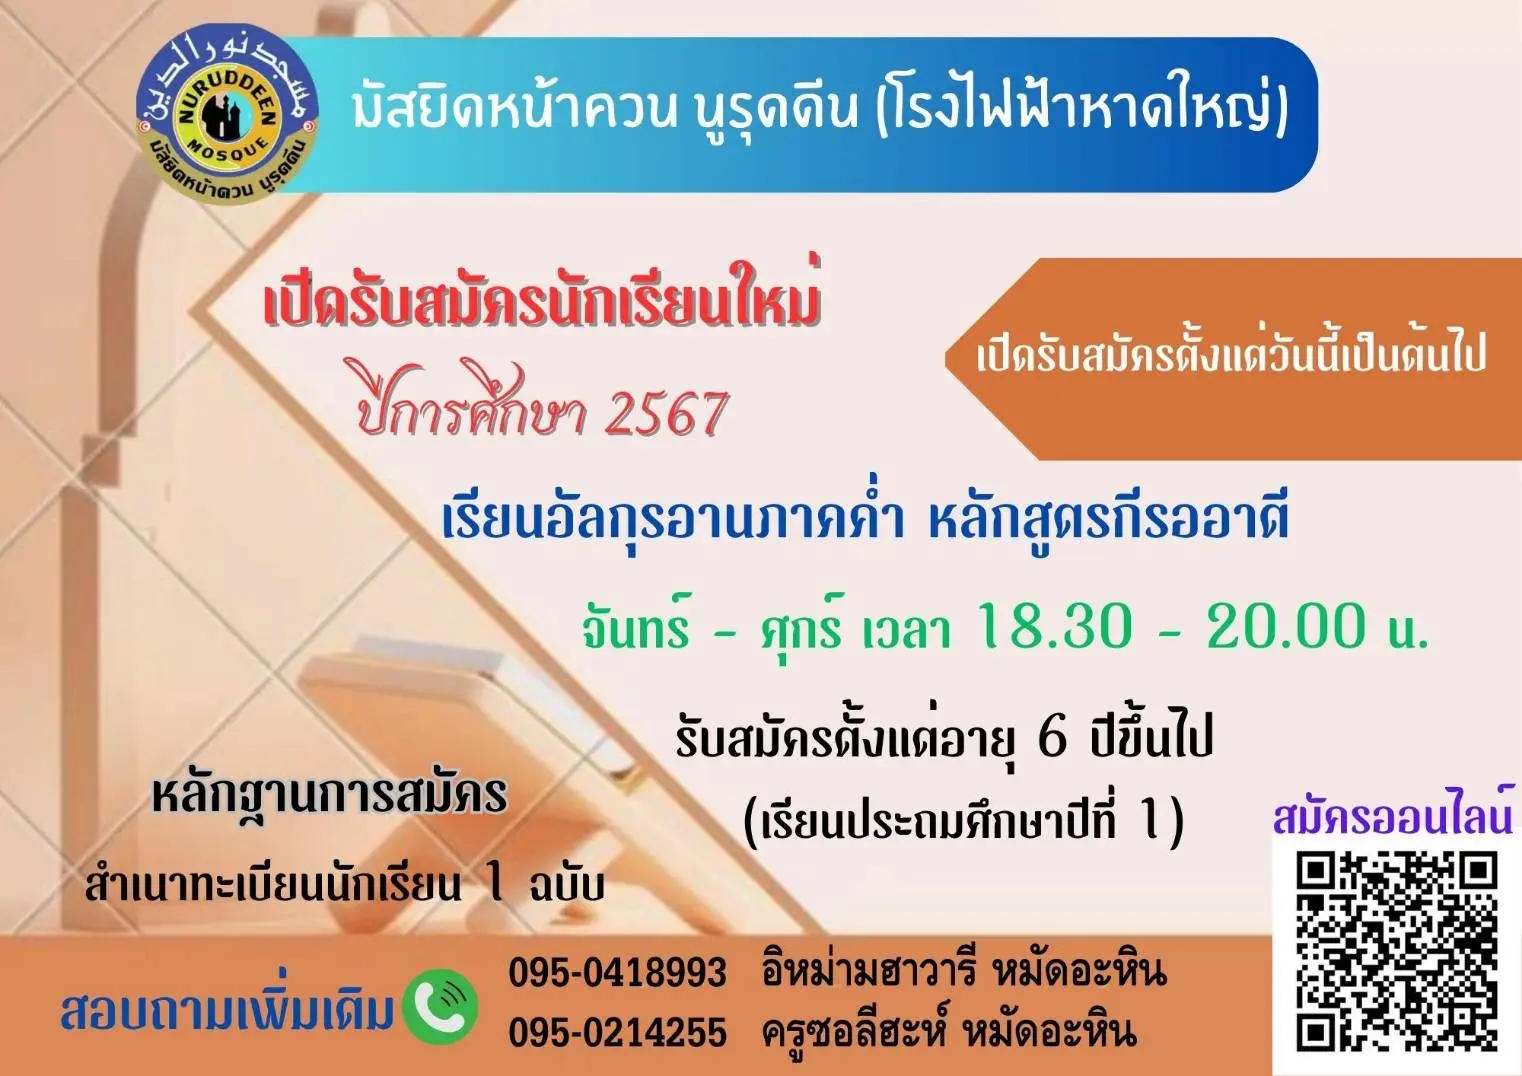 مسجد نورالدين
NURUDDEEN
MOSQUE
มัสยิดหน้าควน นูรุดดีน
มัสยิดหน้าควน นูรุดดีน (โรงไฟฟ้าหาดใหญ่)
เปิดรับสมัครนักเรียนใหม่
ปีการศึกษา 2567
เปิดรับสมัครตั้งแต่วันนี้เป็นต้นไป
เรียนอัลกุรอานภาคค่ำ หลักสูตรกีรออาตี
จันทร์ - ศุกร์ เวลา 18.30 - 20.00 น.
รับสมัครตั้งแต่อายุ 6 ปีขึ้นไป
(เรียนประถมศึกษาปีที่ 1)
หลักฐานการสมัคร
สำเนาทะเบียนนักเรียน 1 ฉบับ
สมัครออนไลน์
สอบถามเพิ่มเติม
095-0418993 อิหม่ามฮาวารี หมัดอะหิน
095-0214255 ครูซอลีฮะห์ หมัดอะหิน